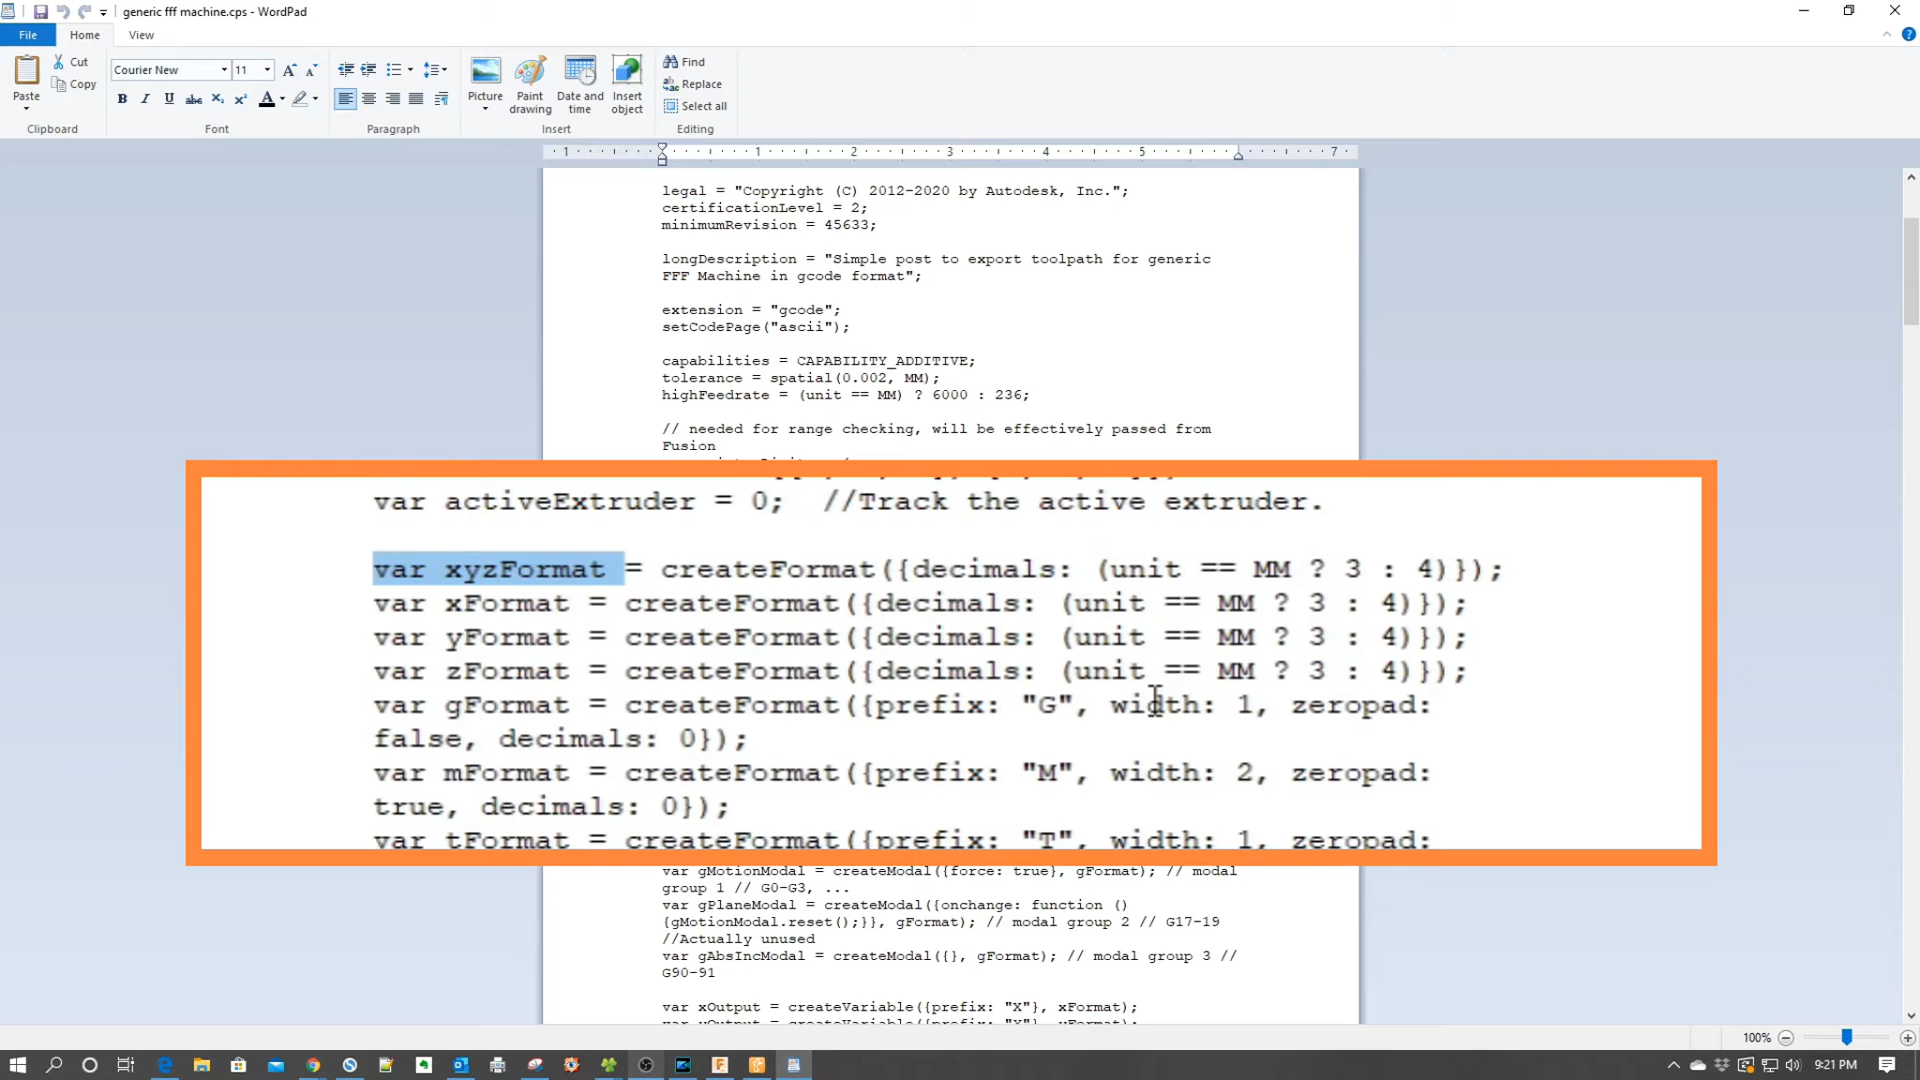 generic fff machine.cps - WordPad
File Home View
Paste
Cut
Copy
Clipboard
Courier New 11
Font
Paragraph
Picture
Paint drawing
Date and time
Insert object
Insert
Find
Replace
Select all
Editing
1 1 2 3 4 5 7
legal = "Copyright (C) 2012-2020 by Autodesk, Inc.";
certificationLevel = 2;
minimumRevision = 45633;
longDescription = "Simple post to export toolpath for generic
FFF Machine in gcode format";
extension = "gcode";
setCodePage("ascii");
capabilities = CAPABILITY_ADDITIVE;
tolerance = spatial(0.002, MM);
highFeedrate = (unit == MM) ? 6000 : 236;
// needed for range checking, will be effectively passed from
Fusion
var activeExtruder = 0;  //Track the active extruder.
var xyzFormat = createFormat({decimals: (unit == MM ? 3 : 4)});
var xFormat = createFormat({decimals: (unit == MM ? 3 : 4)});
var yFormat = createFormat({decimals: (unit == MM ? 3 : 4)});
var zFormat = createFormat({decimals: (unit == MM ? 3 : 4)});
var gFormat = createFormat({prefix: "G", width: 1, zeropad:
false, decimals: 0});
var mFormat = createFormat({prefix: "M", width: 2, zeropad:
true, decimals: 0});
var tFormat = createFormat({prefix: "T", width: 1, zeropad:
var gMotionModal = createModal({force: true}, gFormat); // modal
group 1 // G0-G3, ...
var gPlaneModal = createModal({onchange: function ()
{gMotionModal.reset();}}, gFormat); // modal group 2 // G17-19
//Actually unused
var gAbsIncModal = createModal({}, gFormat); // modal group 3 //
G90-91
var xOutput = createVariable({prefix: "X"}, xFormat);
100%
9:21 PM